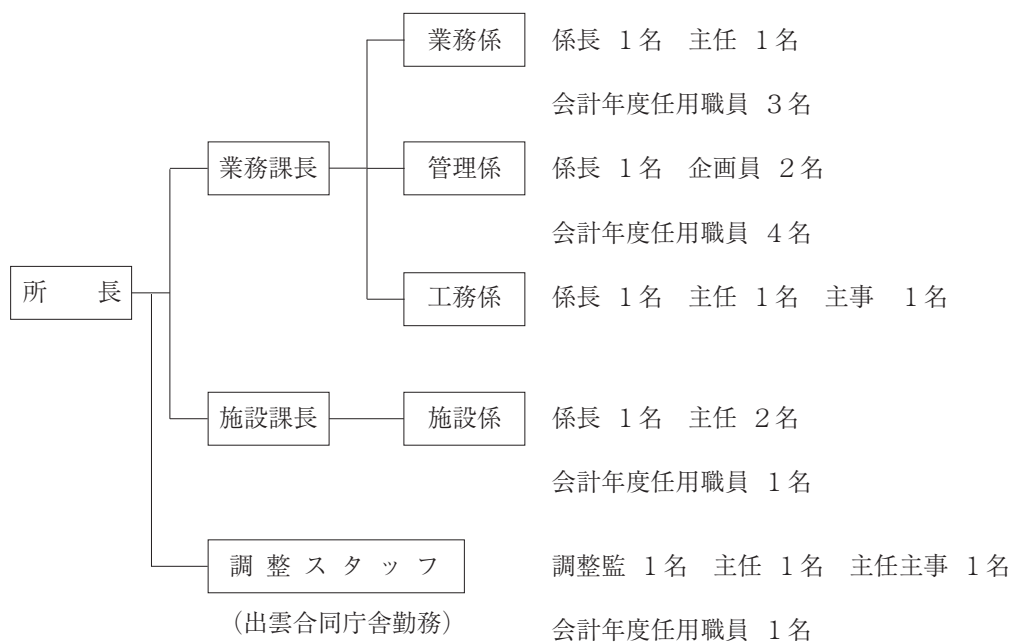 業務係　係長 1名　主任 1名
会計年度任用職員 3名
業務課長　管理係　係長 1名　企画員 2名
会計年度任用職員 4名
所　長　工務係　係長 1名　主任 1名　主事　1名
施設課長　施設係　係長 1名　主任 2名
会計年度任用職員 1名
調整スタッフ　調整監 1名　主任 1名　主任主事 1名
（出雲合同庁舎勤務）　会計年度任用職員 1名